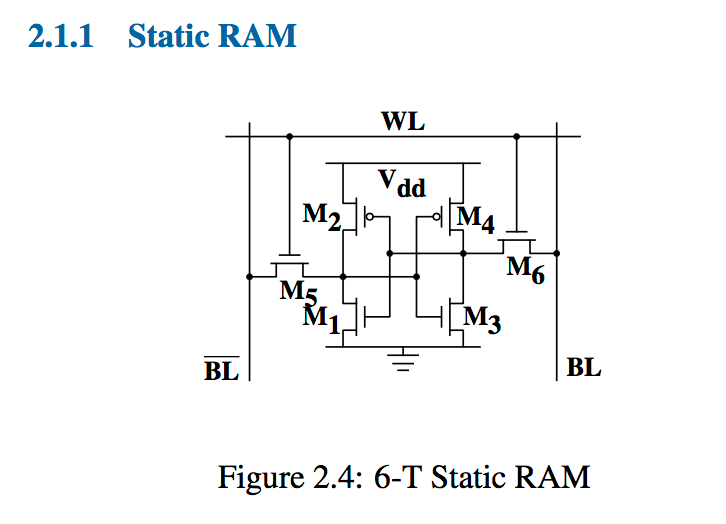 2.1.1 Static RAM
WL
Vdd
M2
M4
M5
M6
M1
M3
B̅L̅
BL
Figure 2.4: 6-T Static RAM